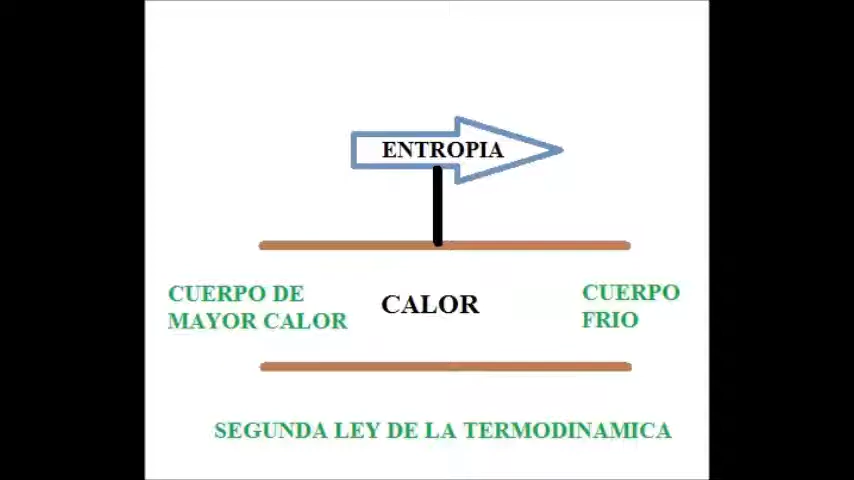 ENTROPIA
CUERPO DE
MAYOR CALOR
CALOR
CUERPO
FRIO
SEGUNDA LEY DE LA TERMODINAMICA